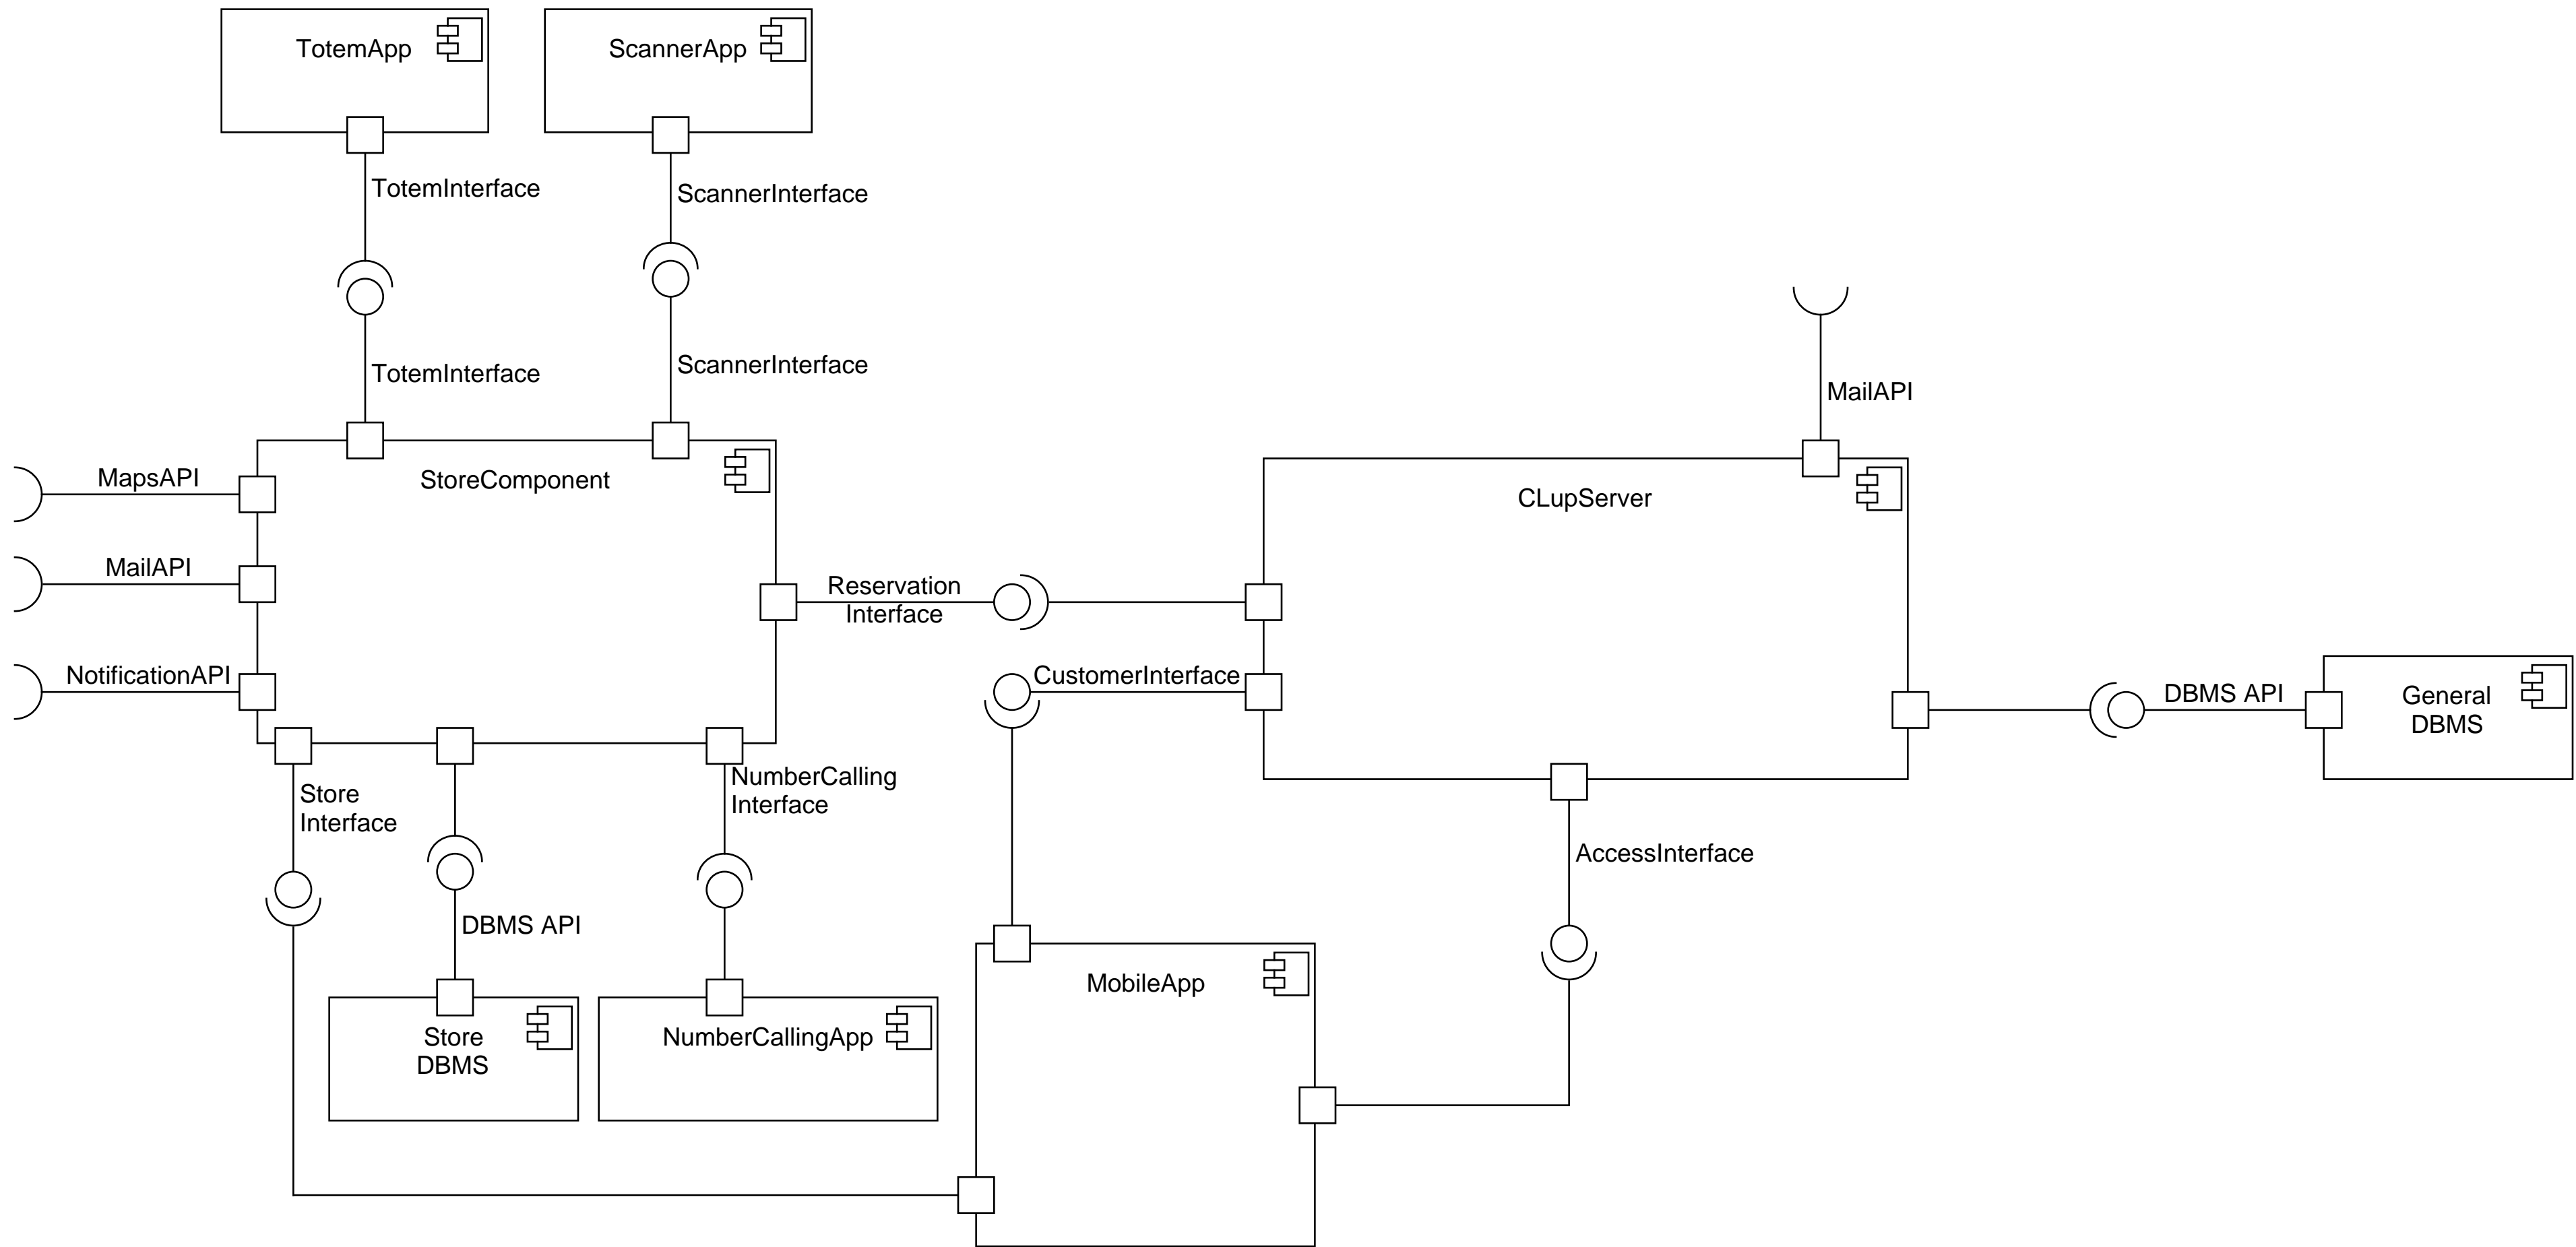 TotemApp
ScannerApp
TotemInterface
ScannerInterface
TotemInterface
ScannerInterface
MailAPI
MapsAPI
StoreComponent
CLupServer
MailAPI
Reservation
Interface
NotificationAPI
CustomerInterface
DBMS API
General
DBMS
Store
Interface
NumberCalling
Interface
AccessInterface
DBMS API
MobileApp
Store
DBMS
NumberCallingApp